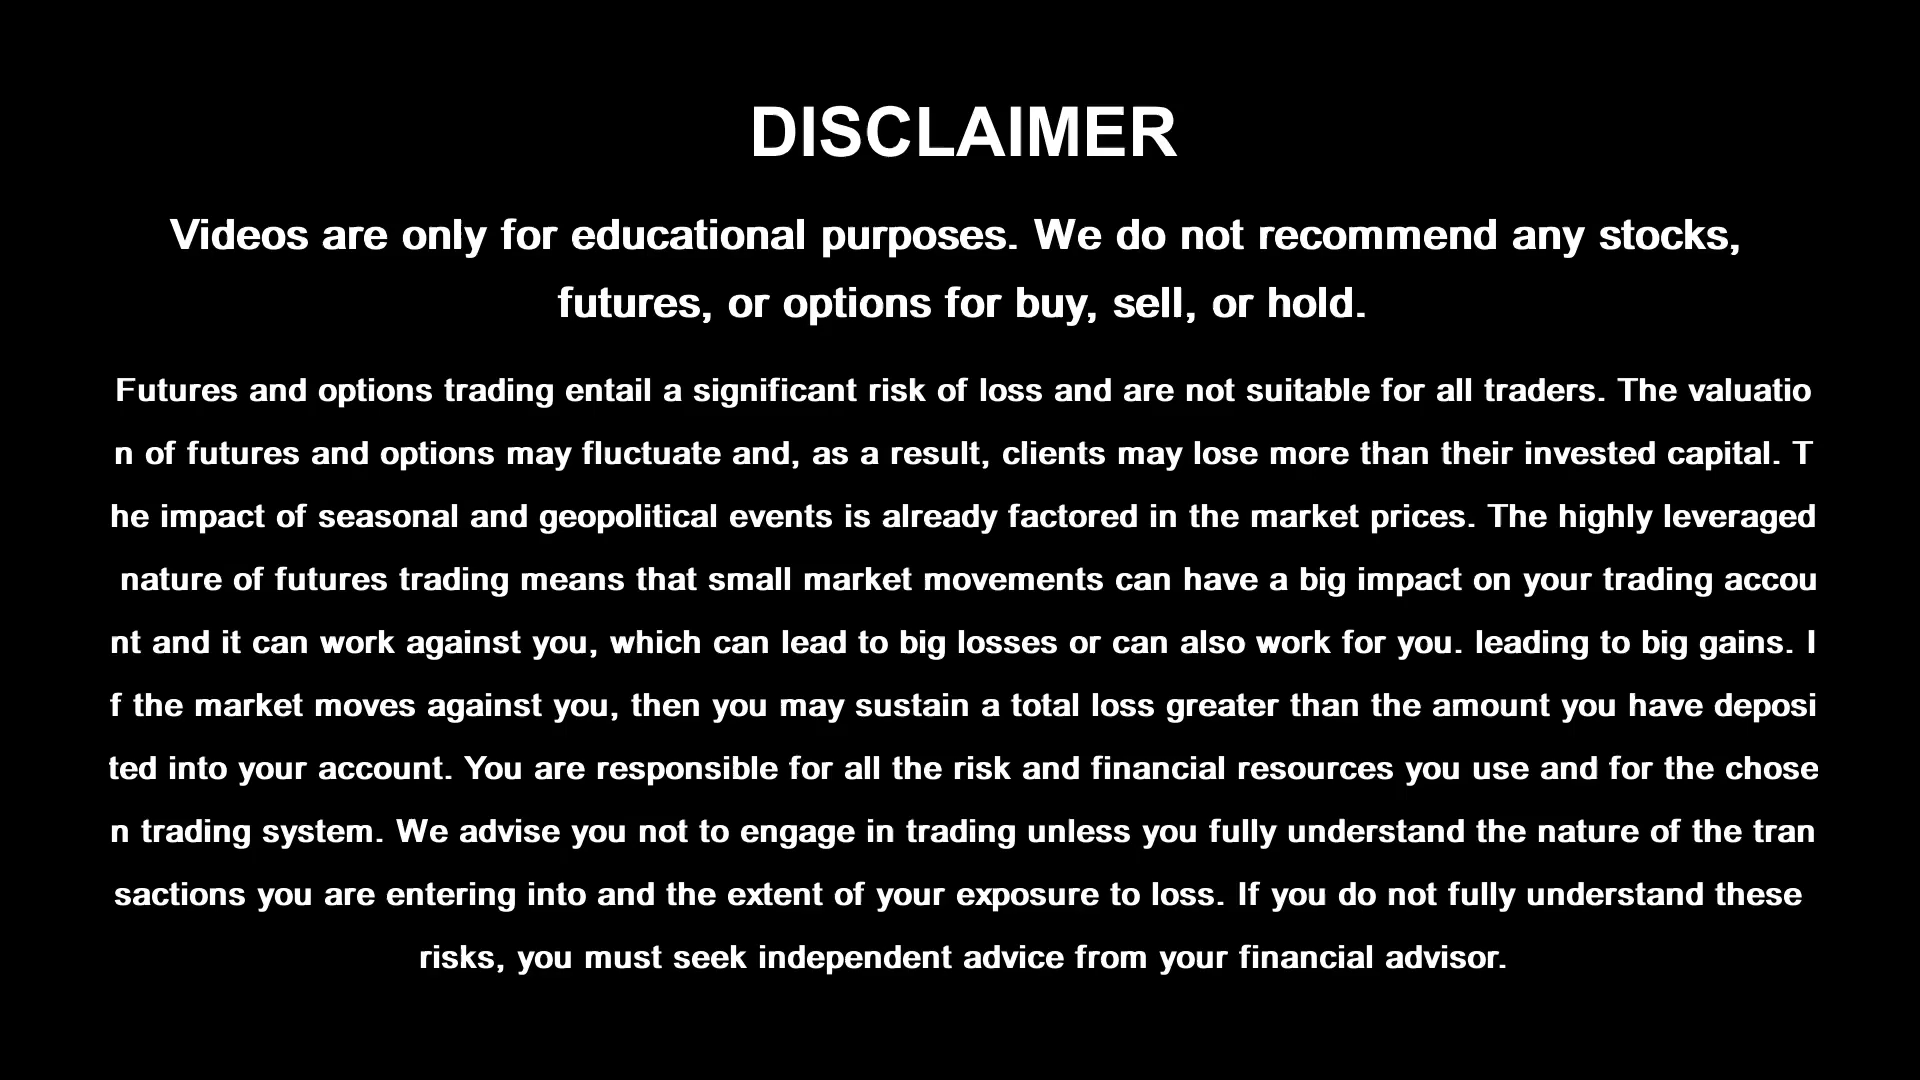 DISCLAIMER
Videos are only for educational purposes. We do not recommend any stocks,
futures, or options for buy, sell, or hold.
Futures and options trading entail a significant risk of loss and are not suitable for all traders. The valuatio
n of futures and options may fluctuate and, as a result, clients may lose more than their invested capital. T
he impact of seasonal and geopolitical events is already factored in the market prices. The highly leveraged
nature of futures trading means that small market movements can have a big impact on your trading accou
nt and it can work against you, which can lead to big losses or can also work for you. leading to big gains. I
f the market moves against you, then you may sustain a total loss greater than the amount you have deposi
ted into your account. You are responsible for all the risk and financial resources you use and for the chose
n trading system. We advise you not to engage in trading unless you fully understand the nature of the tran
sactions you are entering into and the extent of your exposure to loss. If you do not fully understand these
risks, you must seek independent advice from your financial advisor.